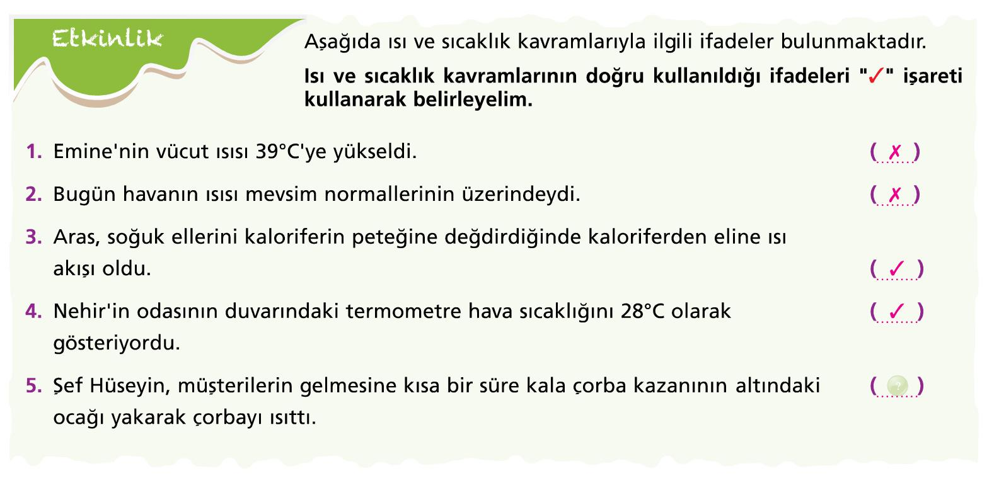 Etkinlik
Aşağıda ısı ve sıcaklık kavramlarıyla ilgili ifadeler bulunmaktadır.
Isı ve sıcaklık kavramlarının doğru kullanıldığı ifadeleri "✓" işareti
kullanarak belirleyelim.
1. Emine'nin vücut ısısı 39°C'ye yükseldi. (✗)
2. Bugün havanın ısısı mevsim normallerinin üzerindeydi. (✗)
3. Aras, soğuk ellerini kaloriferin peteğine değdirdiğinde kaloriferden eline ısı
akışı oldu. (✓)
4. Nehir'in odasının duvarındaki termometre hava sıcaklığını 28°C olarak (✓)
gösteriyordu.
5. Şef Hüseyin, müşterilerin gelmesine kısa bir süre kala çorba kazanının altındaki (?)
ocağı yakarak çorbayı ısıttı.